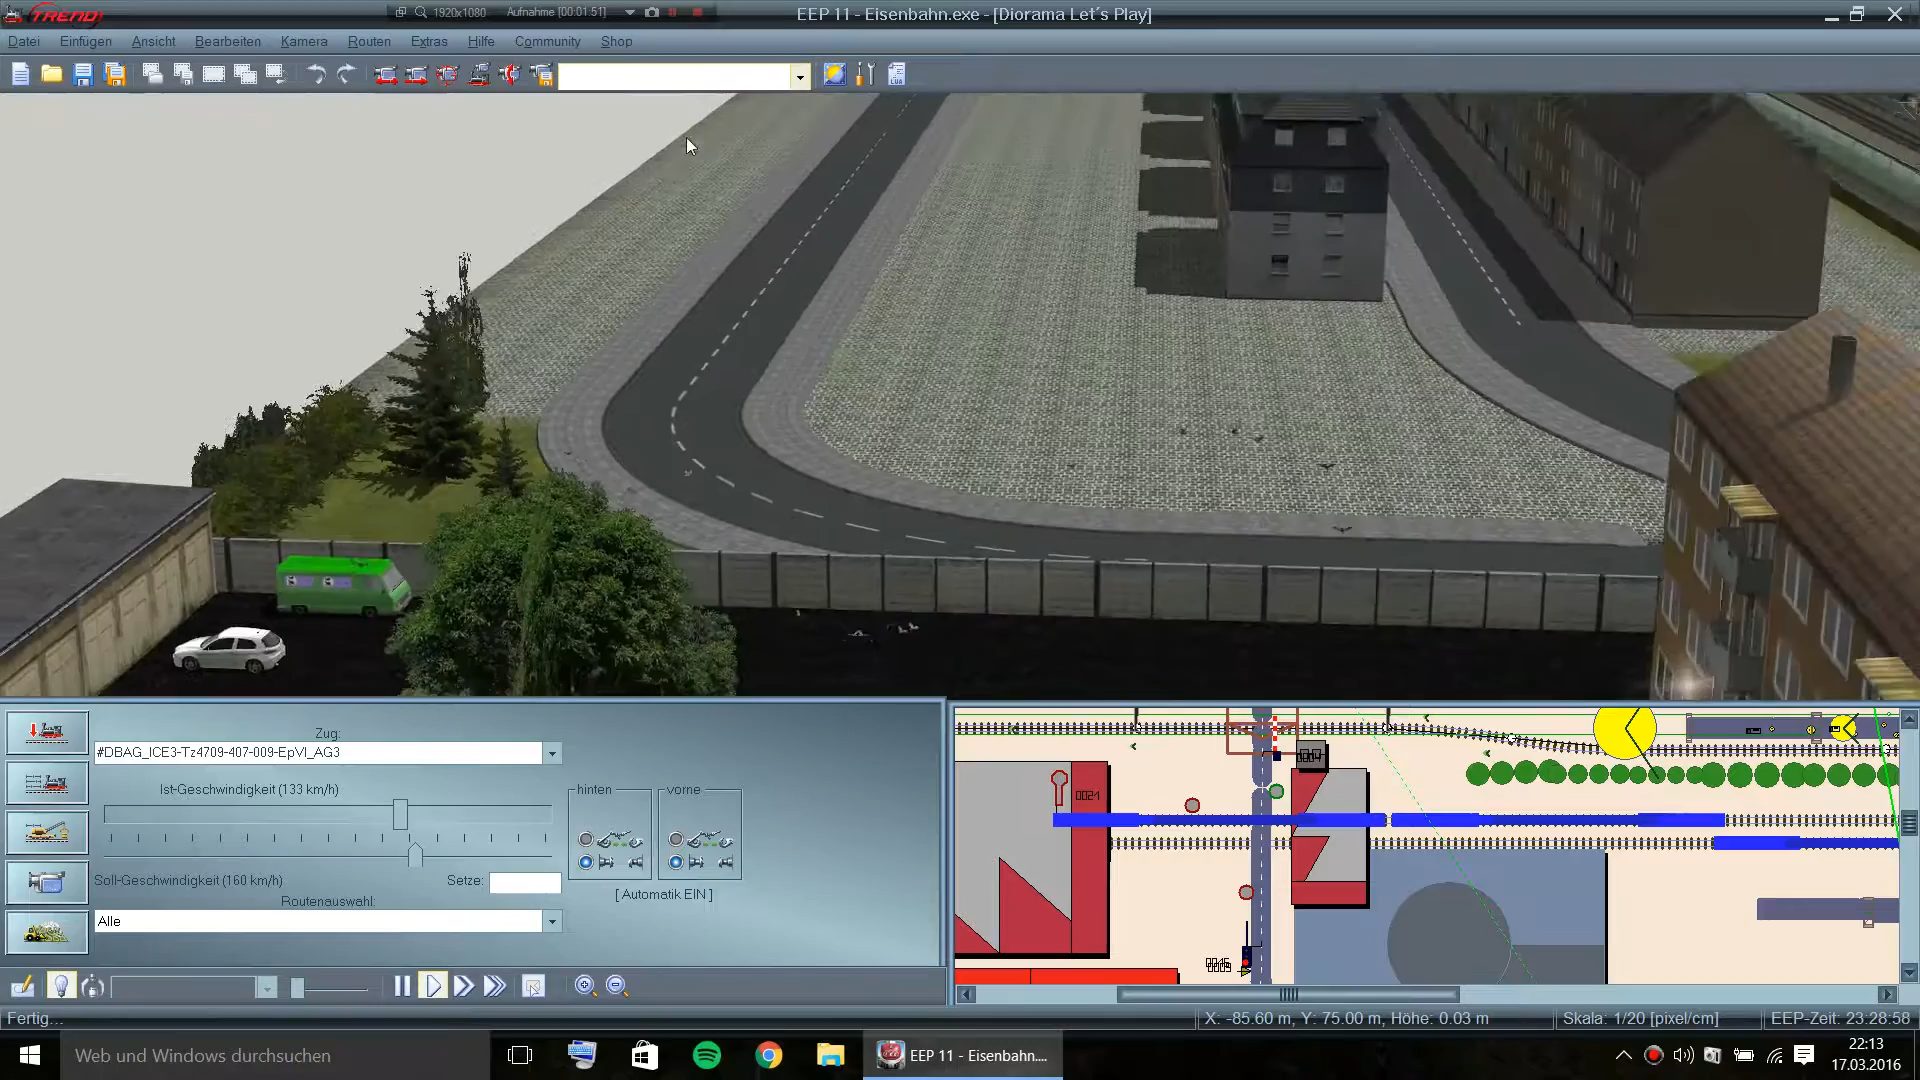 TREND
1920x1080
Aufnahme [00:01:51]
EEP 11 - Eisenbahn.exe - [Diorama Let´s Play]
Datei Einfügen Ansicht Bearbeiten Kamera Routen Extras Hilfe Community Shop
LUA
Zug:
#DBAG_ICE3-Tz4709-407-009-EpVI_AG3
Ist-Geschwindigkeit (133 km/h)
hinten
vorne
Soll-Geschwindigkeit (160 km/h)
Setze:
[ Automatik EIN ]
Routenauswahl:
Alle
0021
Fertig...
X: -85.60 m, Y: 75.00 m, Höhe: 0.03 m
Skala: 1/20 [pixel/cm]
EEP-Zeit: 23:28:58
Web und Windows durchsuchen
EEP 11 - Eisenbahn....
22:13
17.03.2016